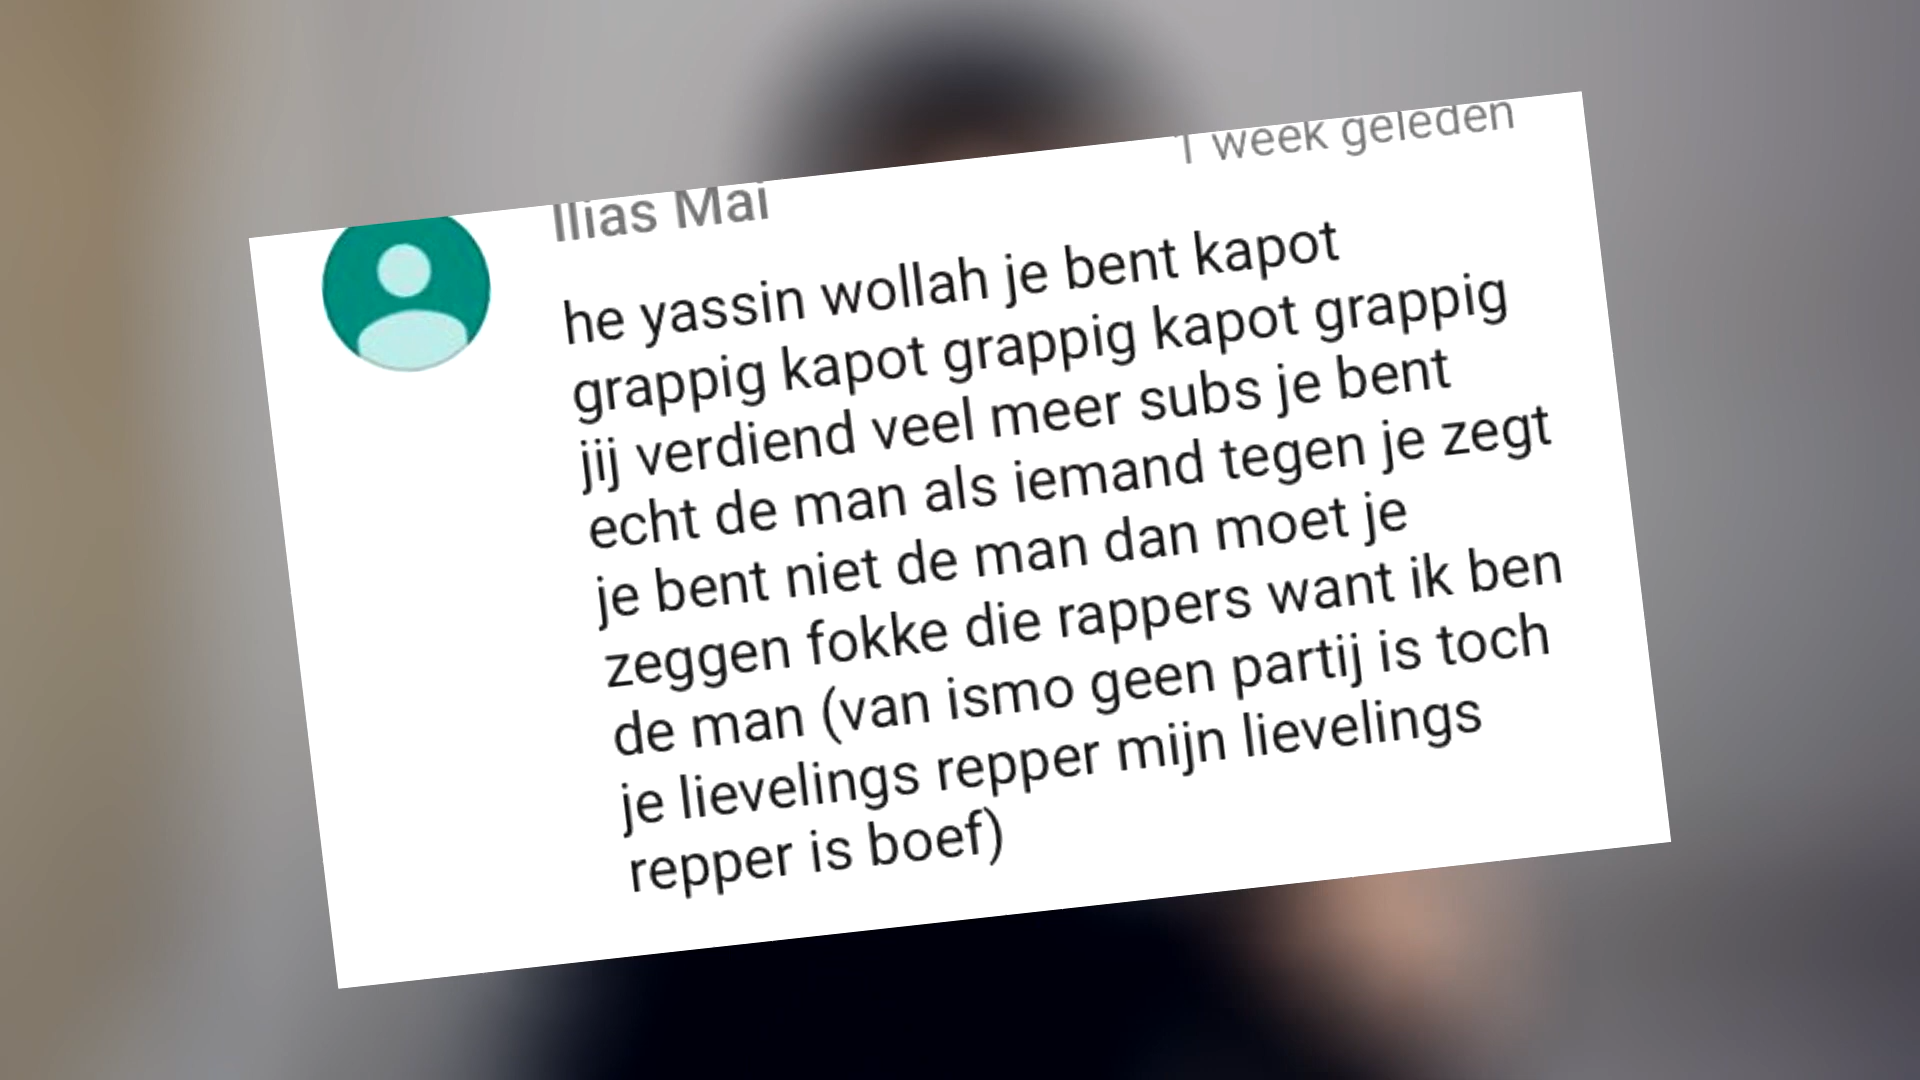 1 week geleden
Ilias Mai
he yassin wollah je bent kapot
grappig kapot grappig kapot grappig
jij verdiend veel meer subs je bent
echt de man als iemand tegen je zegt
je bent niet de man dan moet je
zeggen fokke die rappers want ik ben
de man (van ismo geen partij is toch
je lievelings repper mijn lievelings
repper is boef)